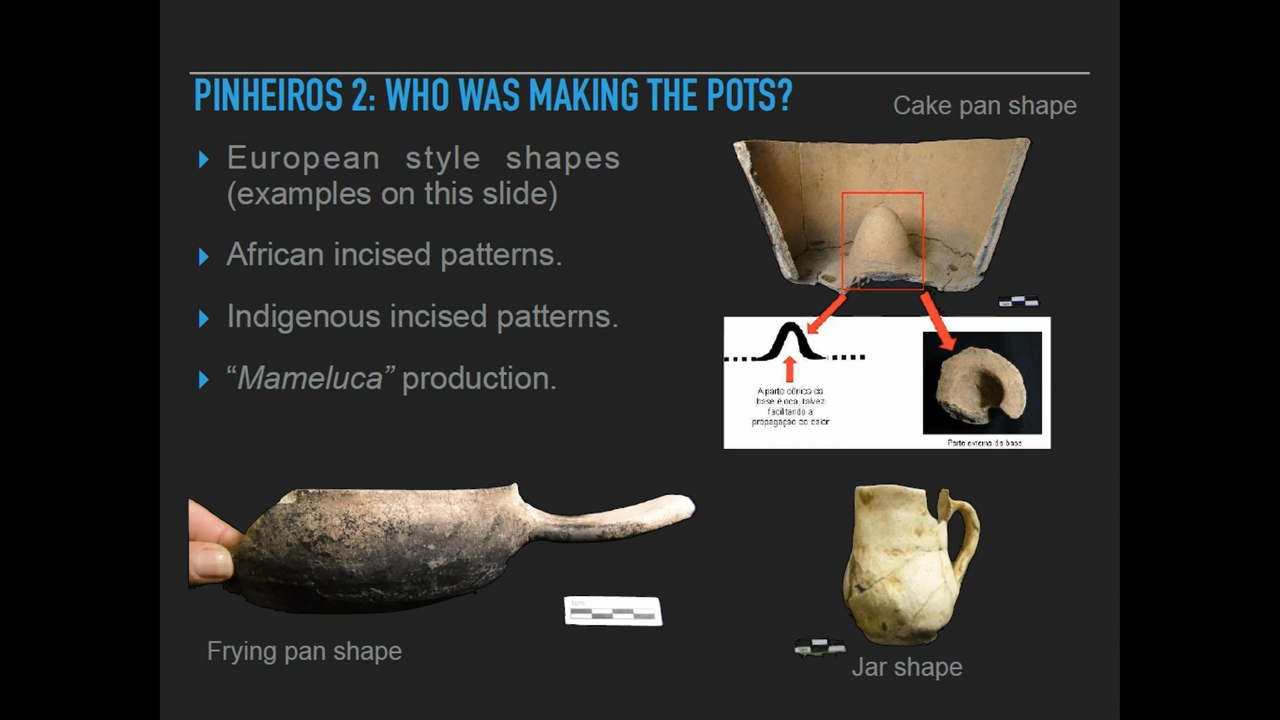 PINHEIROS 2: WHO WAS MAKING THE POTS?
Cake pan shape
European style shapes
(examples on this slide)
African incised patterns.
Indigenous incised patterns.
“Mameluca” production.
A parte cônica da
base é oca, talvez
facilitando a
propagação do calor
Parte externa da base
Frying pan shape
Jar shape